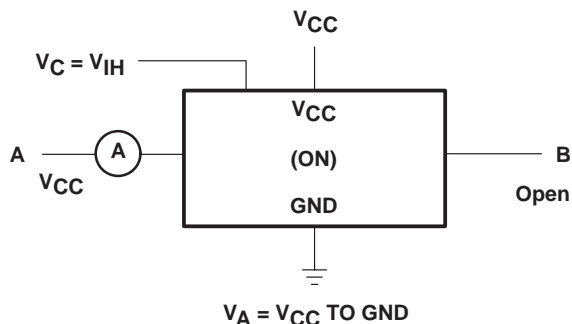 VCC
VC = VIH
VCC
A
A
(ON)
B
VCC
GND
Open
VA = VCC TO GND